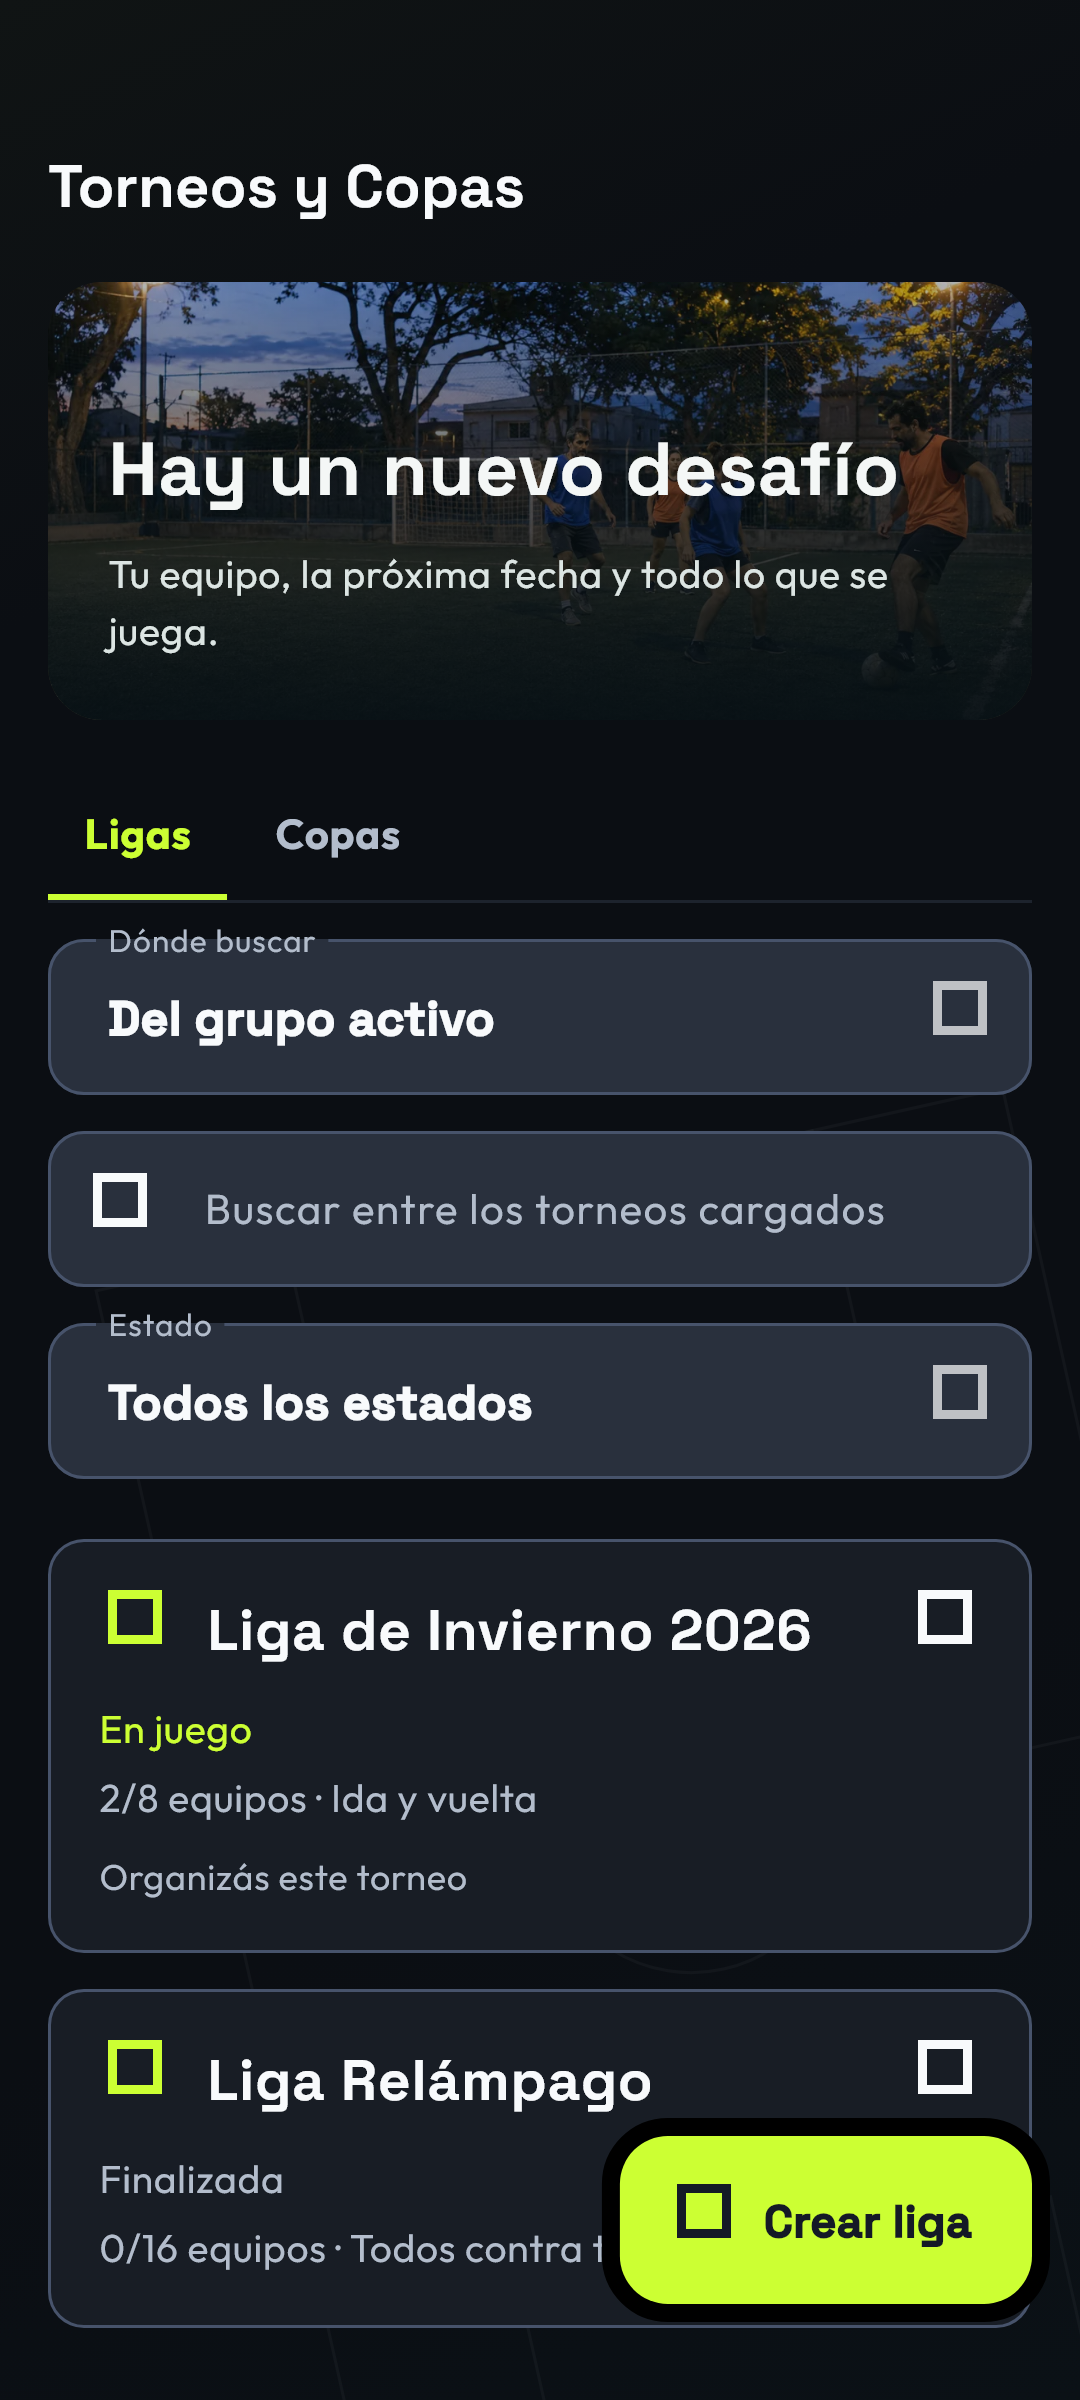 Torneos y Copas
Hay un nuevo desafío
Tu equipo, la próxima fecha y todo lo que se
juega.
Ligas
Copas
Dónde buscar
Del grupo activo
Buscar entre los torneos cargados
Estado
Todos los estados
Liga de Invierno 2026
En juego
2/8 equipos · Ida y vuelta
Organizás este torneo
Liga Relámpago
Finalizada
0/16 equipos · Todos contra
Crear liga